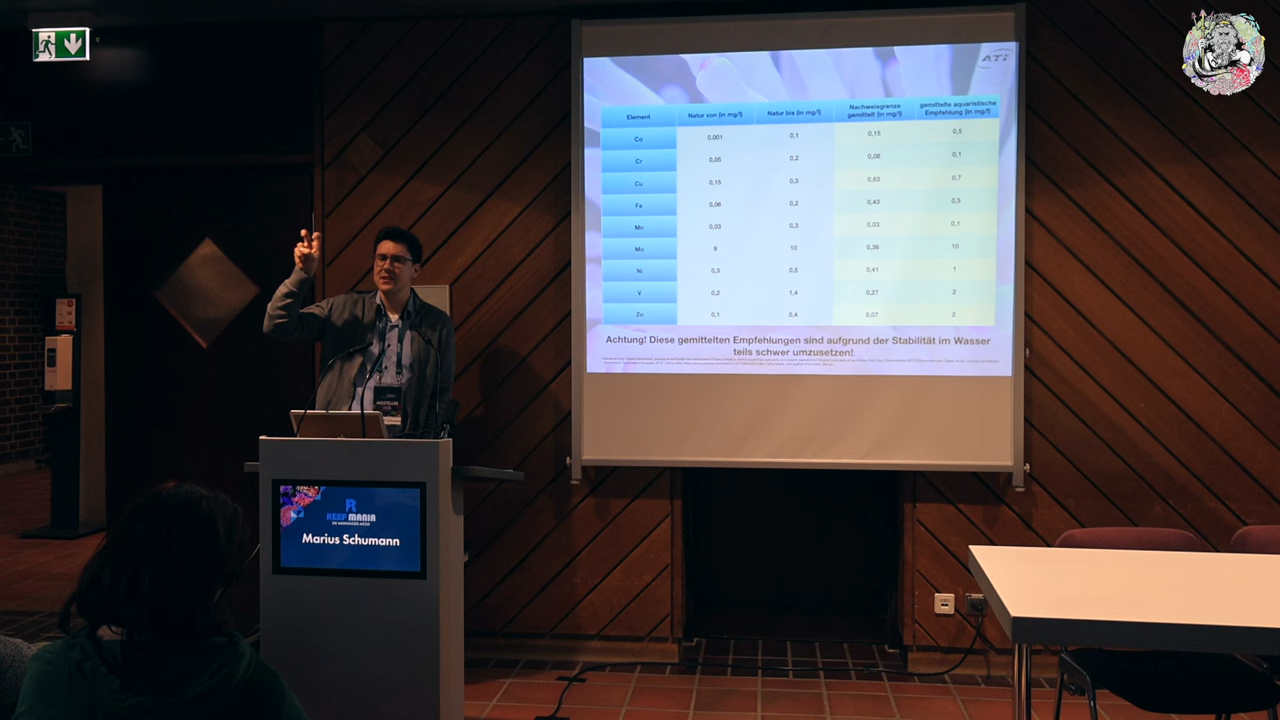 ATI
Element Natur von (in mg/l) Natur bis (in mg/l) Nachweisgrenze gemittelt (in mg/l) gemittelte aquaristische Empfehlung (in mg/l)
Co 0,001 0,1 0,15 0,5
Cr 0,05 0,2 0,08 0,1
Cu 0,15 0,3 0,63 0,7
Fe 0,06 0,2 0,43 0,5
Mn 0,03 0,3 0,03 0,1
Mo 9 10 0,36 10
Ni 0,3 0,5 0,41 1
V 0,2 1,4 0,27 2
Zn 0,1 0,4 0,07 2
Achtung! Diese gemittelten Empfehlungen sind aufgrund der Stabilität im Wasser
teils schwer umzusetzen!
AUSSTELLER
REEF MANIA
DIE MEERWASSER-MESSE
Marius Schumann